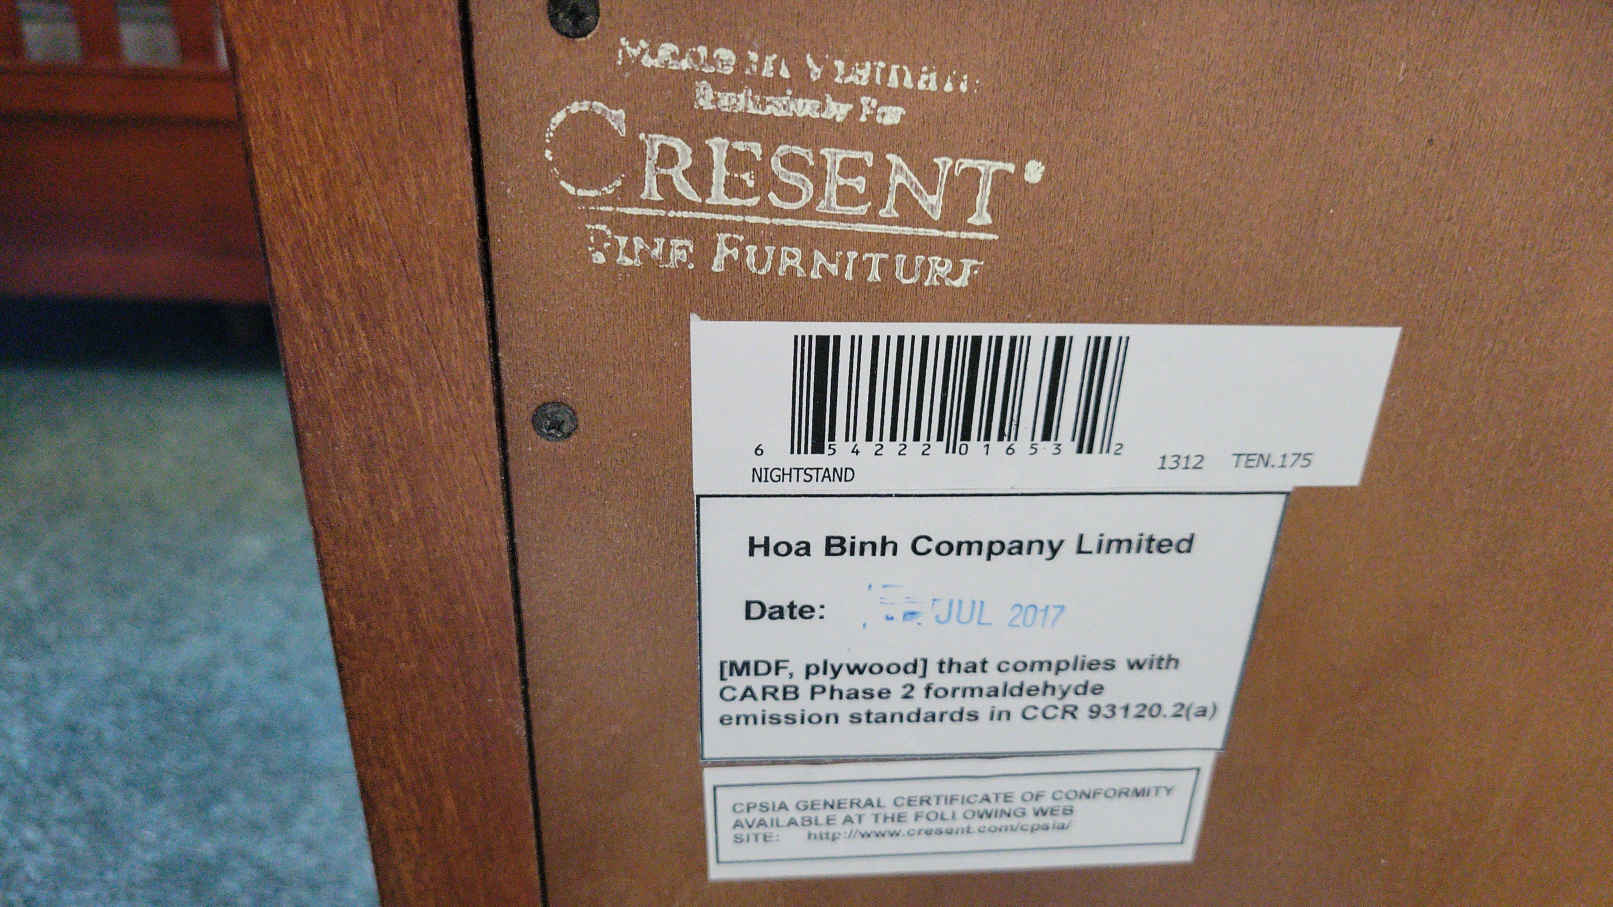 Made in Vietnam
Exclusively For
CRESENT
FINE FURNITURE
6 54222 01653 2
NIGHTSTAND
1312 TEN.175
Hoa Binh Company Limited
Date: JUL 2017
[MDF, plywood] that complies with
CARB Phase 2 formaldehyde
emission standards in CCR 93120.2(a)
CPSIA GENERAL CERTIFICATE OF CONFORMITY
AVAILABLE AT THE FOLLOWING WEB
SITE: http://www.cresent.com/cpsia/